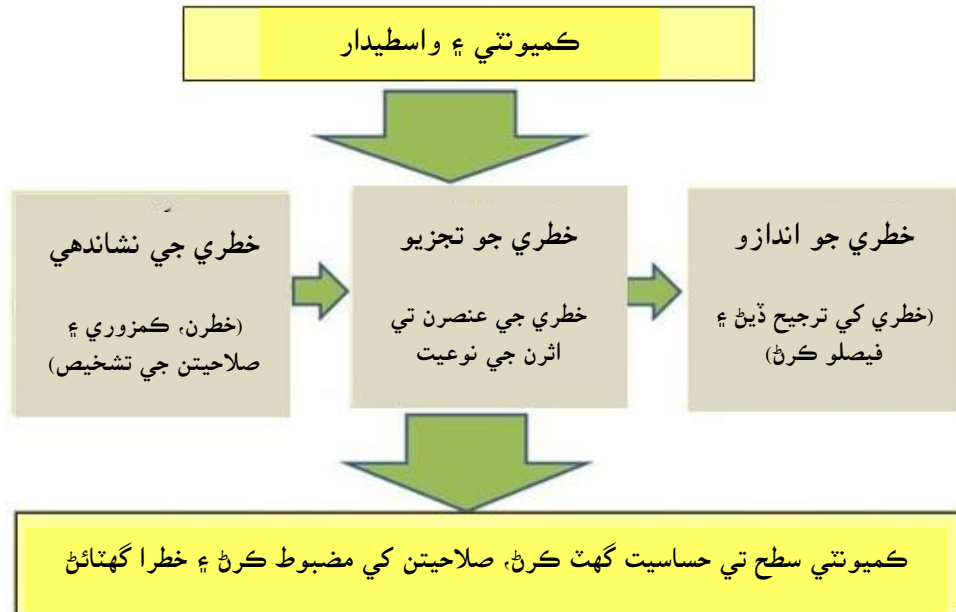 ڪميونٽي ۽ واسطيدار
خطري جي نشاندهي
(خطرن، ڪمزوري ۽
صلاحيتن جي تشخيص)
خطري جو تجزيو
خطري جي عنصرن تي
اثرن جي نوعيت
خطري جو اندازو
(خطري کي ترجيح ڏيڻ ۽
فيصلو ڪرڻ)
ڪميونٽي سطح تي حساسيت گهٽ ڪرڻ، صلاحيتن کي مضبوط ڪرڻ ۽ خطرا گهٽائڻ